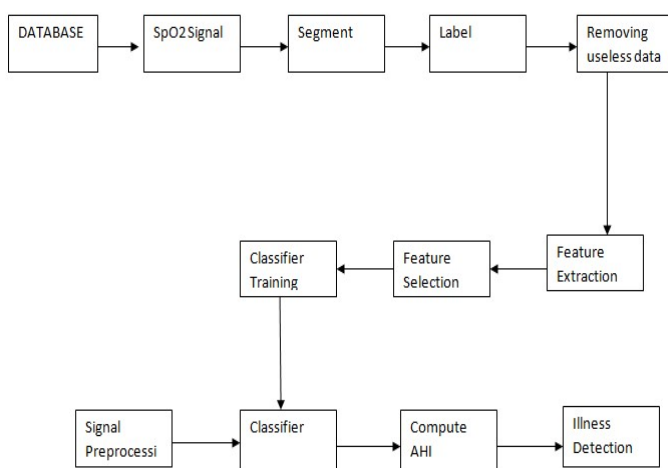 DATABASE
SpO2 Signal
Segment
Label
Removing
useless data
Classifier
Training
Feature
Selection
Feature
Extraction
Signal
Preprocessi
Classifier
Compute
AHI
Illness
Detection